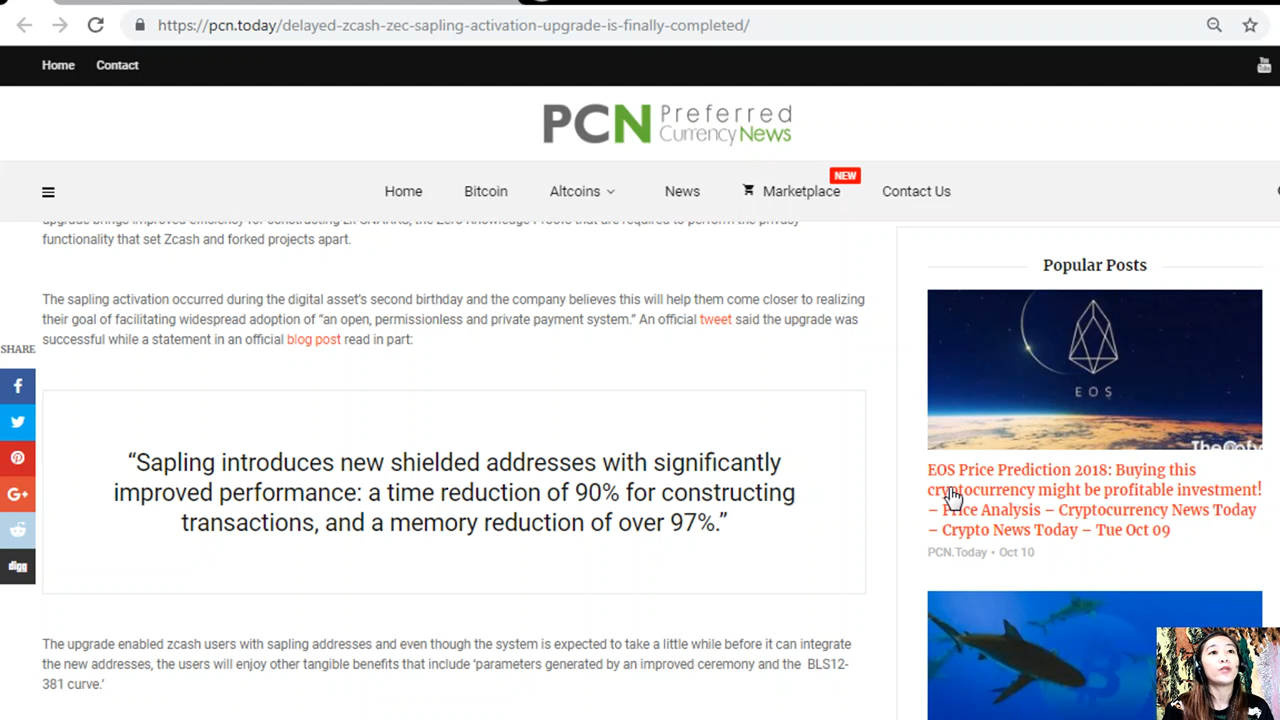 https://pcn.today/delayed-zcash-zec-sapling-activation-upgrade-is-finally-completed/
Home Contact
You Tube
PCN Preferred
Currency News
NEW
Home Bitcoin Altcoins News Marketplace Contact Us
upgrade brings improved efficiency for constructing ZK-SNARKs, the Zero Knowledge Proofs that are required to perform the privacy
functionality that set Zcash and forked projects apart.
The sapling activation occurred during the digital asset's second birthday and the company believes this will help them come closer to realizing
their goal of facilitating widespread adoption of “an open, permissionless and private payment system.” An official tweet said the upgrade was
successful while a statement in an official blog post read in part:
SHARE
“Sapling introduces new shielded addresses with significantly
improved performance: a time reduction of 90% for constructing
transactions, and a memory reduction of over 97%.”
f
G+
digg
The upgrade enabled zcash users with sapling addresses and even though the system is expected to take a little while before it can integrate
the new addresses, the users will enjoy other tangible benefits that include ‘parameters generated by an improved ceremony and the BLS12-
381 curve.’
Popular Posts
EOS
EOS Price Prediction 2018: Buying this
cryptocurrency might be profitable investment!
– Price Analysis – Cryptocurrency News Today
– Crypto News Today – Tue Oct 09
PCN.Today • Oct 10